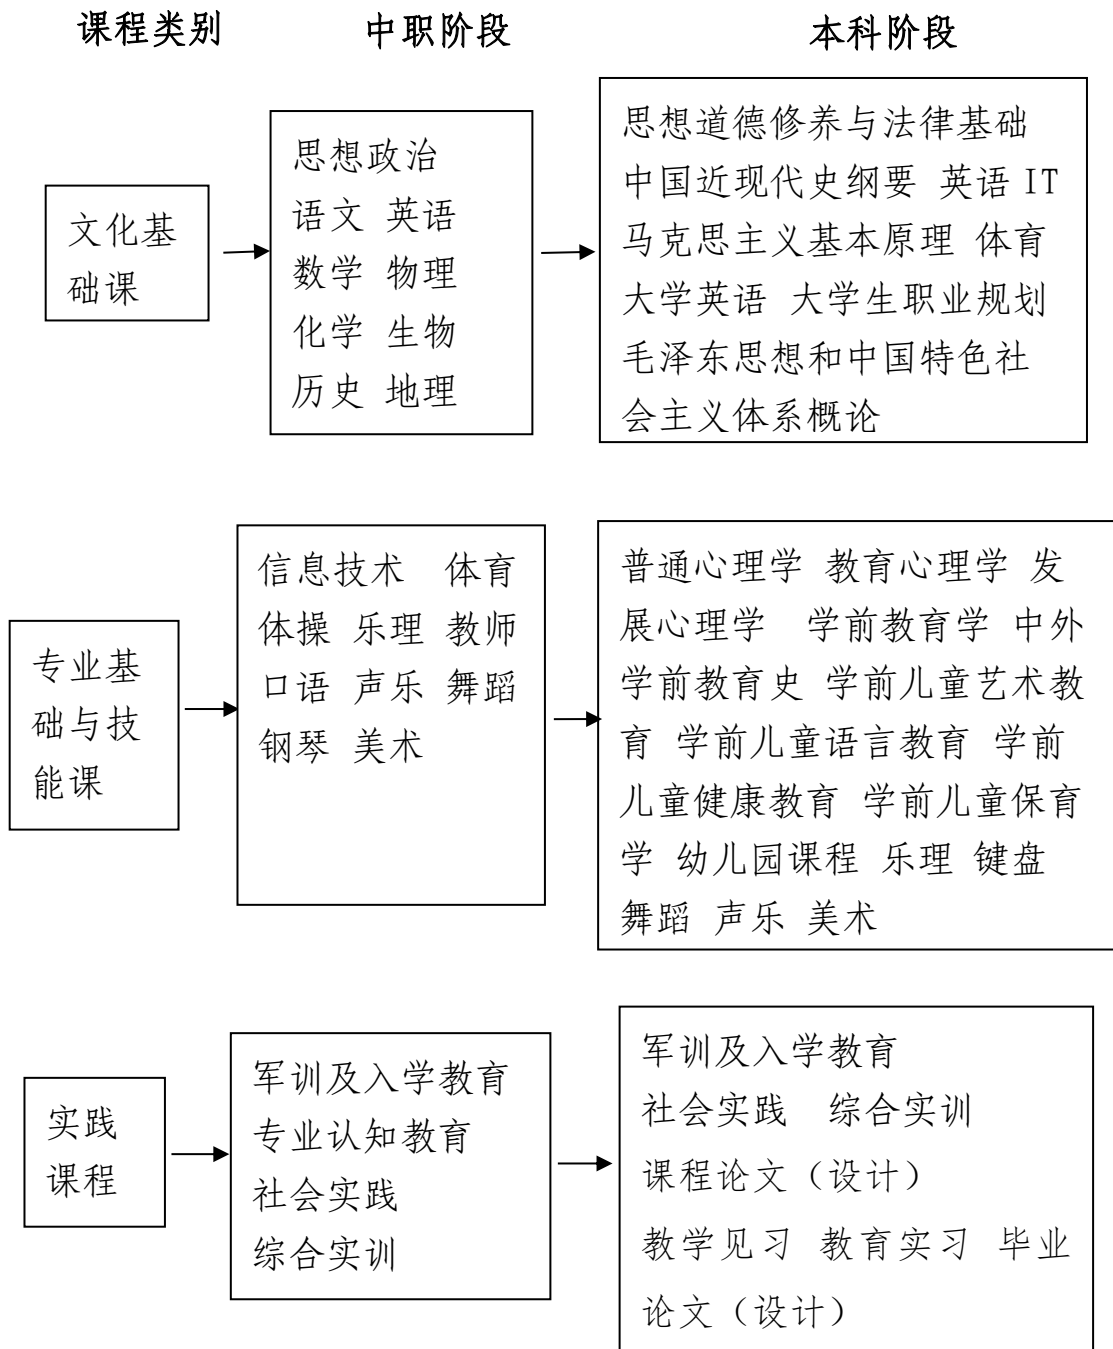 课程类别 中职阶段 本科阶段
文化基
础课
思想政治
语文 英语
数学 物理
化学 生物
历史 地理
思想道德修养与法律基础
中国近现代史纲要 英语 IT
马克思主义基本原理 体育
大学英语 大学生职业规划
毛泽东思想和中国特色社
会主义体系概论
专业基
础与技
能课
信息技术 体育
体操 乐理 教师
口语 声乐 舞蹈
钢琴 美术
普通心理学 教育心理学 发
展心理学 学前教育学 中外
学前教育史 学前儿童艺术教
育 学前儿童语言教育 学前
儿童健康教育 学前儿童保育
学 幼儿园课程 乐理 键盘
舞蹈 声乐 美术
实践
课程
军训及入学教育
专业认知教育
社会实践
综合实训
军训及入学教育
社会实践 综合实训
课程论文（设计）
教学见习 教育实习 毕业
论文（设计）